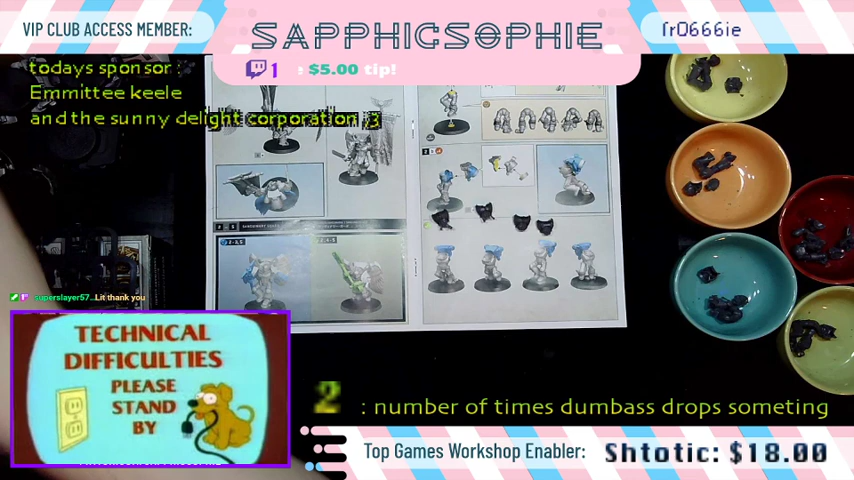 VIP CLUB ACCESS MEMBER:
SAPPHICSOPHIE
fr0666ie
1 : $5.00 tip!
todays sponsor :
Emmittee keele
and the sunny delight corporation ;3
superslayer57 Lit thank you
TECHNICAL
DIFFICULTIES
PLEASE
STAND
BY
2 : number of times dumbass drops someting
Top Games Workshop Enabler: Shtotic: $18.00